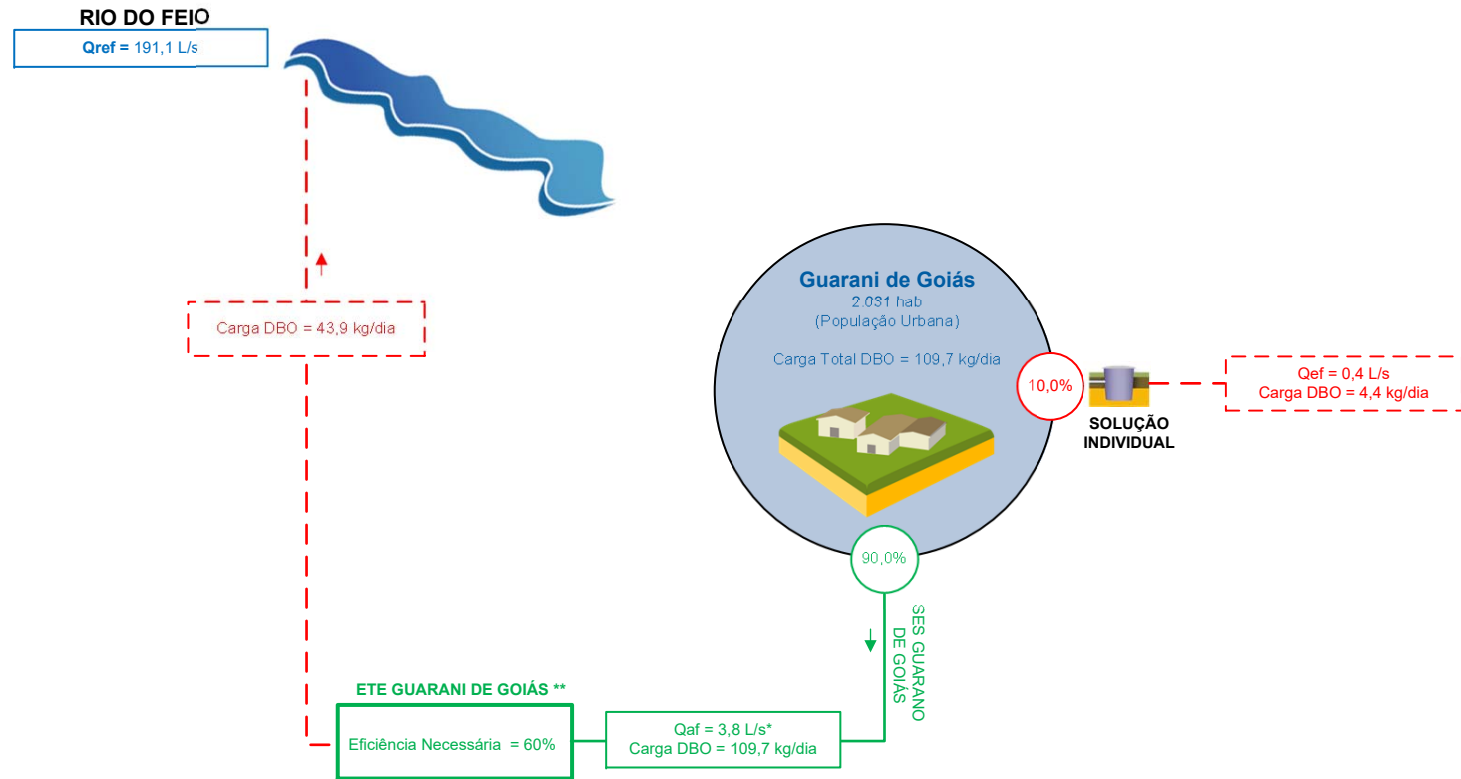 RIO DO FEIO
Qref = 191,1 L/s
Carga DBO = 43,9 kg/dia
Guarani de Goiás
2.031 hab
(População Urbana)
Carga Total DBO = 109,7 kg/dia
10,0%
SOLUÇÃO
INDIVIDUAL
Qef = 0,4 L/s
Carga DBO = 4,4 kg/dia
90,0%
SES GUARANO
DE GOIÁS
ETE GUARANI DE GOIÁS **
Eficiência Necessária = 60%
Qaf = 3,8 L/s*
Carga DBO = 109,7 kg/dia